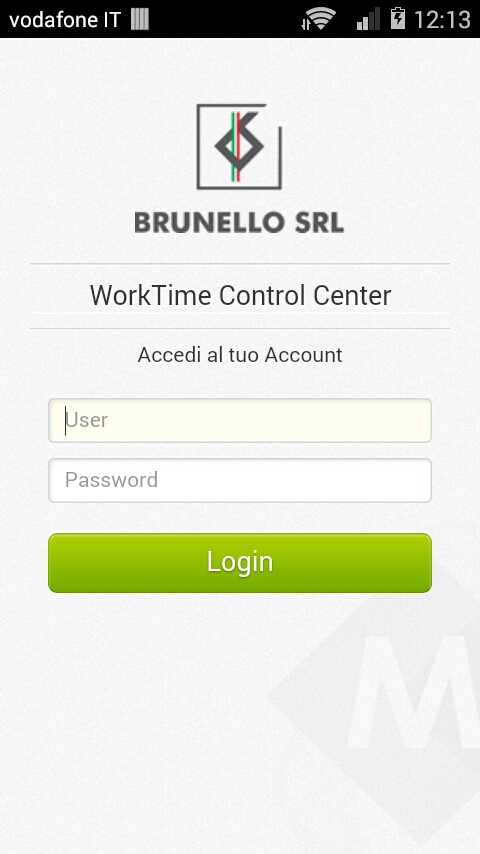 vodafone IT 12:13
BRUNELLO SRL
WorkTime Control Center
Accedi al tuo Account
User
Password
Login
M